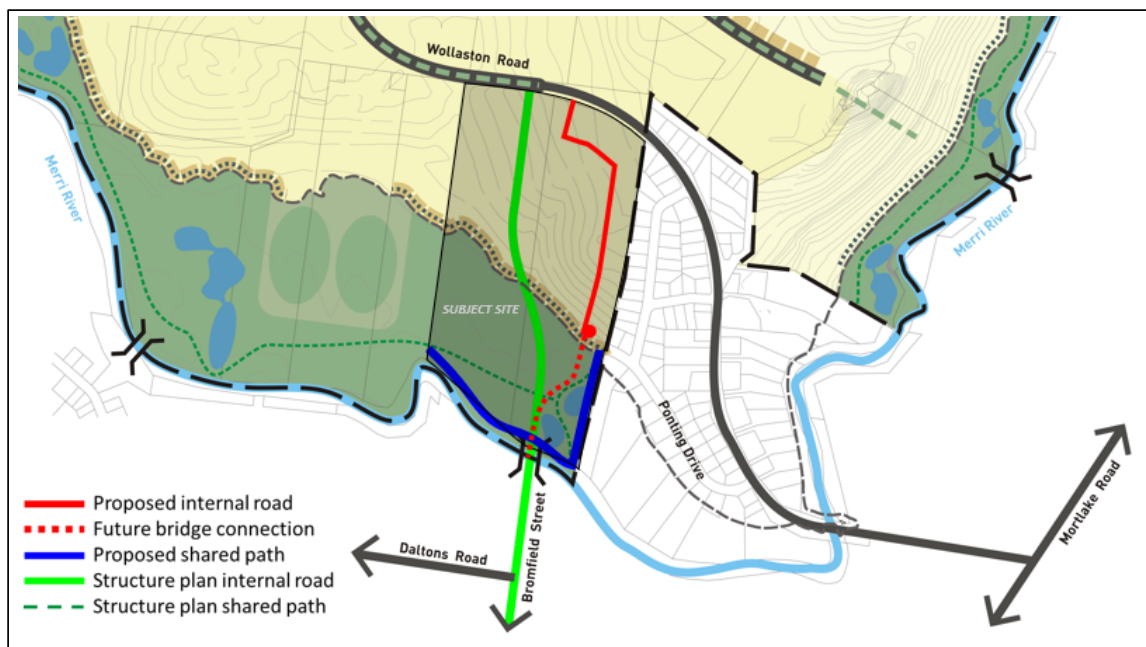 Wollaston Road
Merri River
Merri River
SUBJECT SITE
Ponting Drive
Mortlake Road
Daltons Road
Bromfield Street
Proposed internal road
Future bridge connection
Proposed shared path
Structure plan internal road
Structure plan shared path